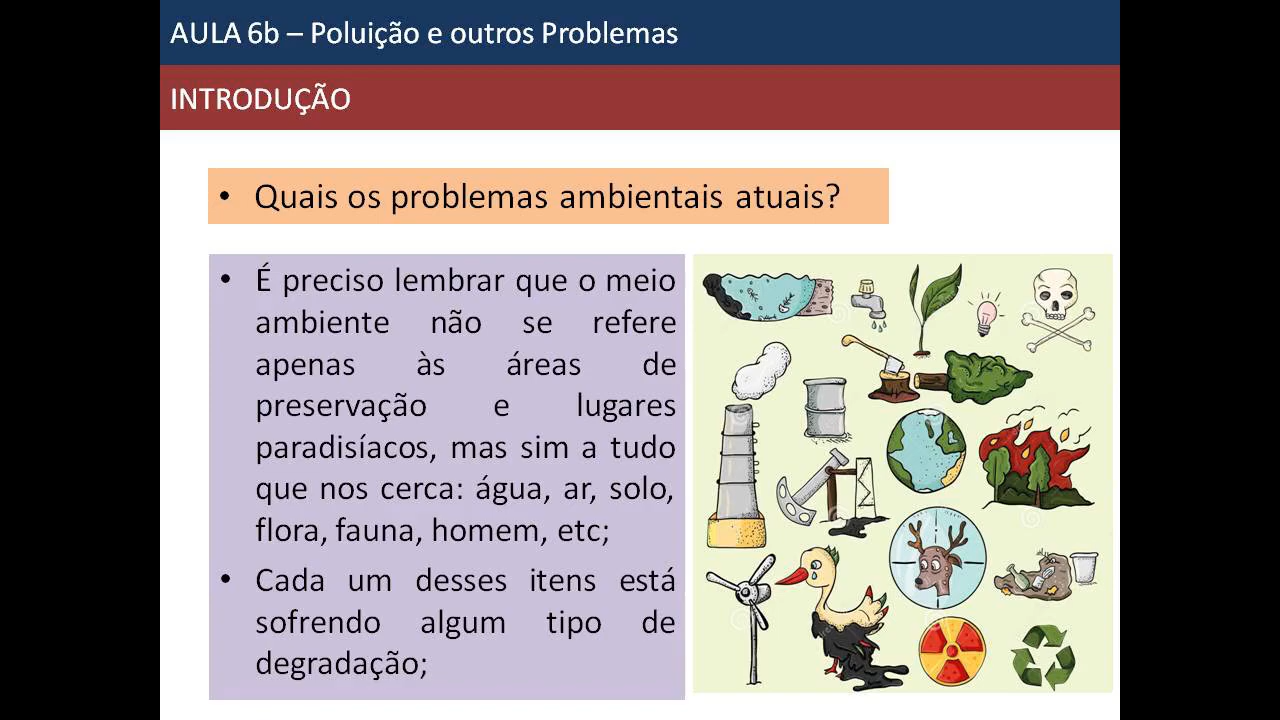 AULA 6b – Poluição e outros Problemas
INTRODUÇÃO
• Quais os problemas ambientais atuais?
• É preciso lembrar que o meio
ambiente não se refere
apenas às áreas de
preservação e lugares
paradisíacos, mas sim a tudo
que nos cerca: água, ar, solo,
flora, fauna, homem, etc;
• Cada um desses itens está
sofrendo algum tipo de
degradação;